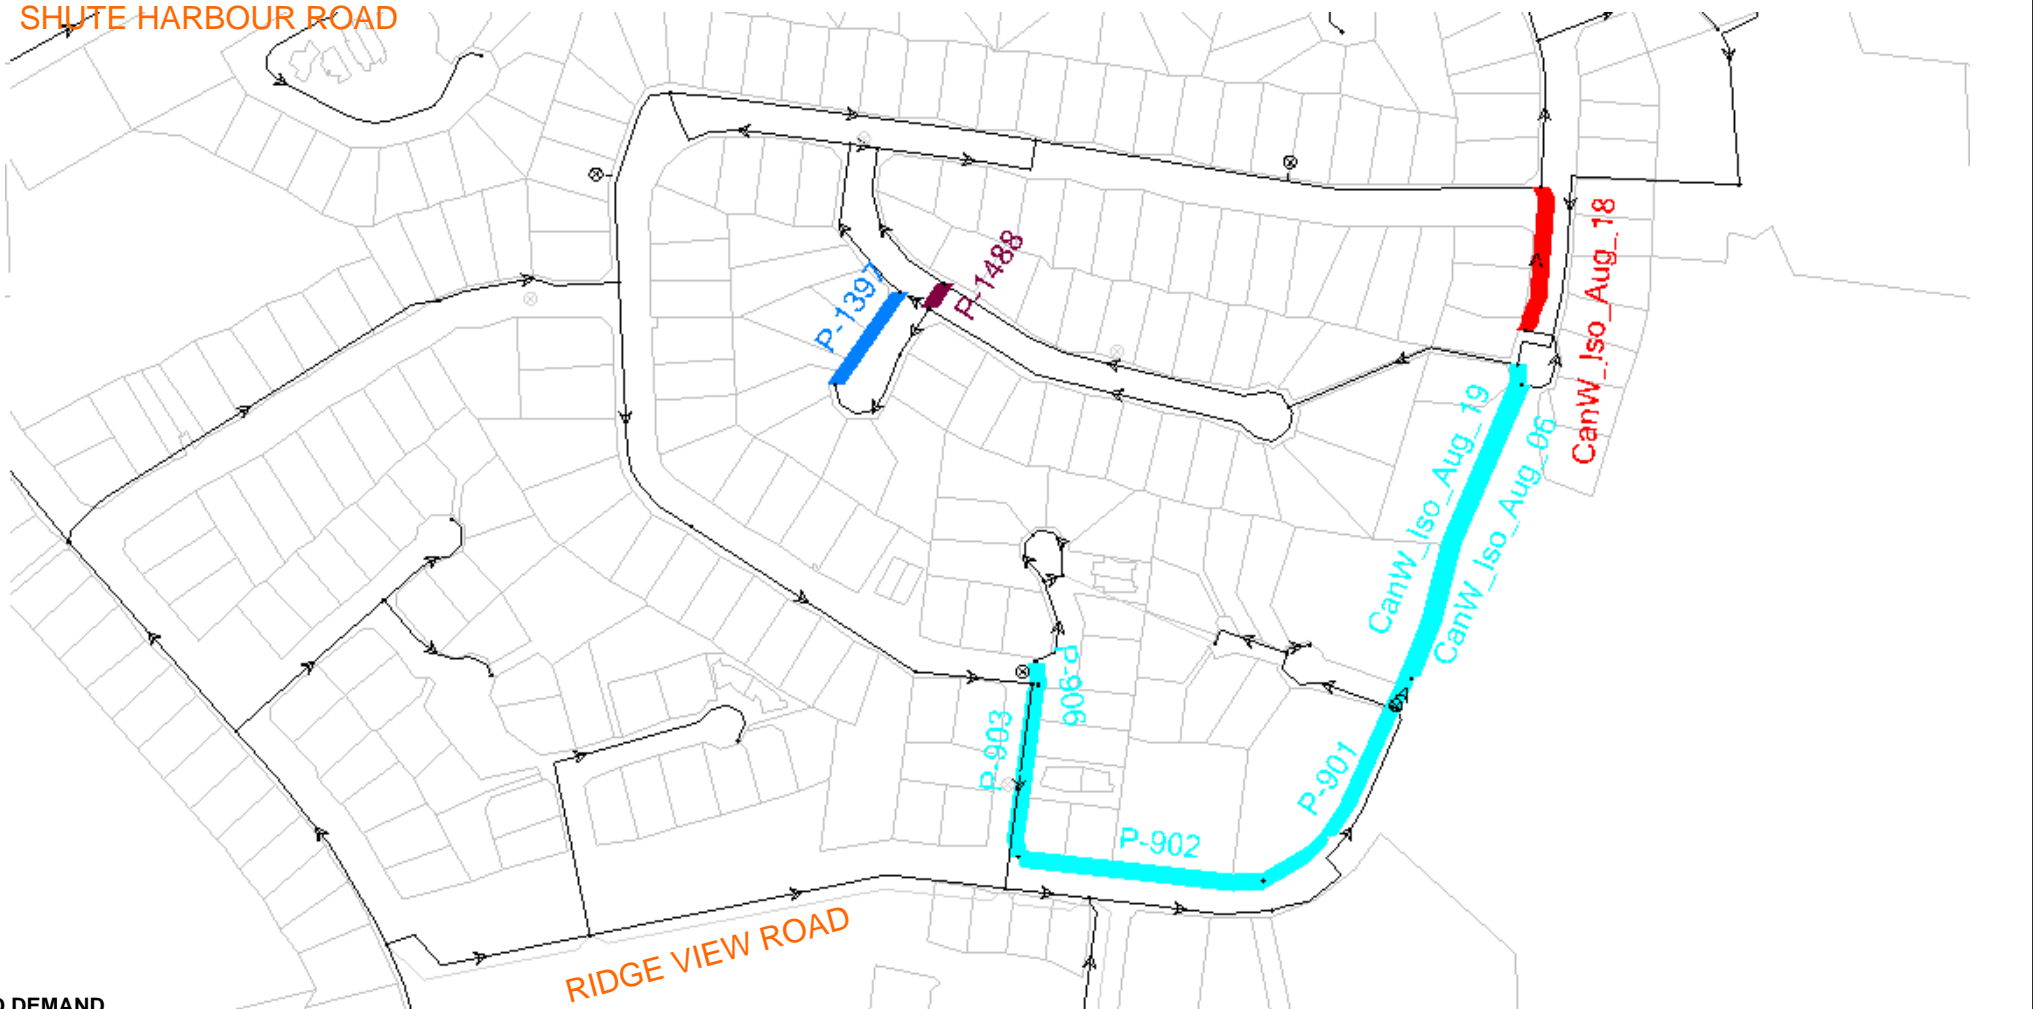 SHUTE HARBOUR ROAD
P-1397
P-1488
CanW_Iso_Aug_18
CanW_Iso_Aug_19
CanW_Iso_Aug_06
P-906
P-903
P-901
P-902
RIDGE VIEW ROAD
DEMAND